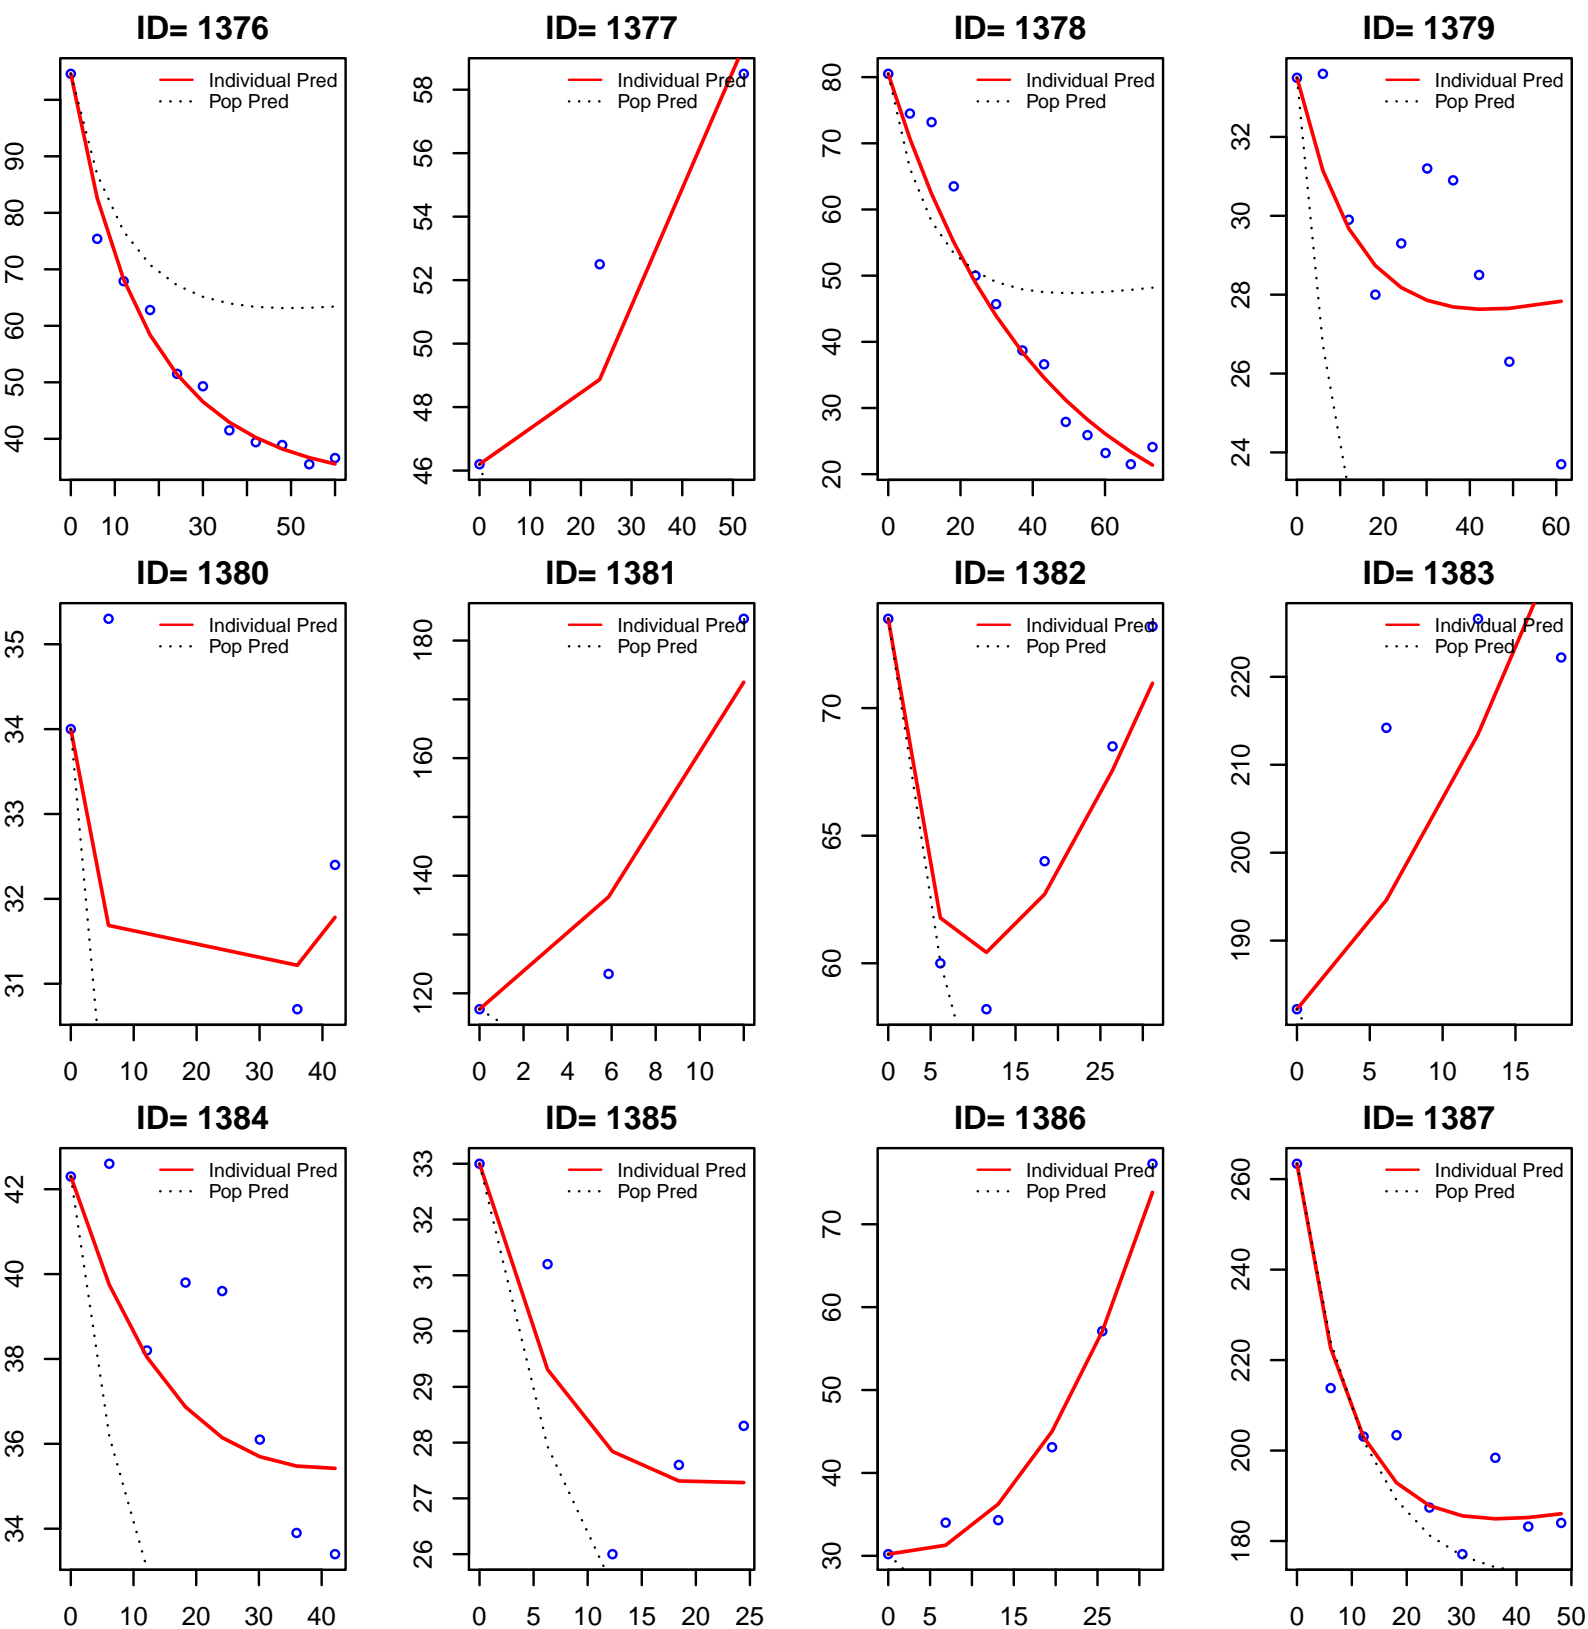 ID= 1376 ID= 1377 ID= 1378 ID= 1379
Individual Pred Individual Pred Individual Pred Individual Pred
Pop Pred Pop Pred Pop Pred Pop Pred
40 50 60 70 80 90
46 48 50 52 54 56 58
20 30 40 50 60 70 80
24 26 28 30 32
0 10 30 50
0 10 20 30 40 50
0 20 40 60
0 20 40 60
ID= 1380 ID= 1381 ID= 1382 ID= 1383
Individual Pred Individual Pred Individual Pred Individual Pred
Pop Pred Pop Pred Pop Pred Pop Pred
31 32 33 34 35
120 140 160 180
60 65 70
190 200 210 220
0 10 20 30 40
0 2 4 6 8 10
0 5 15 25
0 5 10 15
ID= 1384 ID= 1385 ID= 1386 ID= 1387
Individual Pred Individual Pred Individual Pred Individual Pred
Pop Pred Pop Pred Pop Pred Pop Pred
34 36 38 40 42
26 27 28 29 30 31 32 33
30 40 50 60 70
180 200 220 240 260
0 10 20 30 40
0 5 10 15 20 25
0 5 15 25
0 10 20 30 40 50